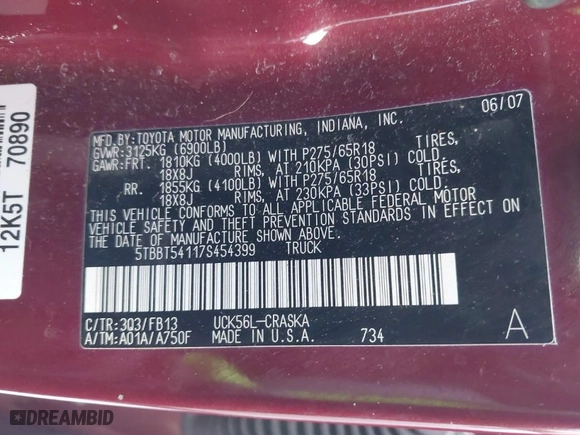 12K5T 70890
MFD.BY:TOYOTA MOTOR MANUFACTURING, INDIANA, INC. 06/07
GVWR:3125KG (6900LB)
GAWR:FRT. 1810KG (4000LB) WITH P275/65R18 TIRES,
18X8J RIMS, AT 210KPA (30PSI) COLD.
RR. 1855KG (4100LB) WITH P275/65R18 TIRES,
18X8J RIMS, AT 230KPA (33PSI) COLD.
THIS VEHICLE CONFORMS TO ALL APPLICABLE FEDERAL MOTOR
VEHICLE SAFETY AND THEFT PREVENTION STANDARDS IN EFFECT ON
THE DATE OF MANUFACTURE SHOWN ABOVE.
5TBBT54117S454399 TRUCK
C/TR:3Q3/FB13 UCK56L-CRASKA
A/TM:A01A/A750F MADE IN U.S.A. 734 A
DREAMBID